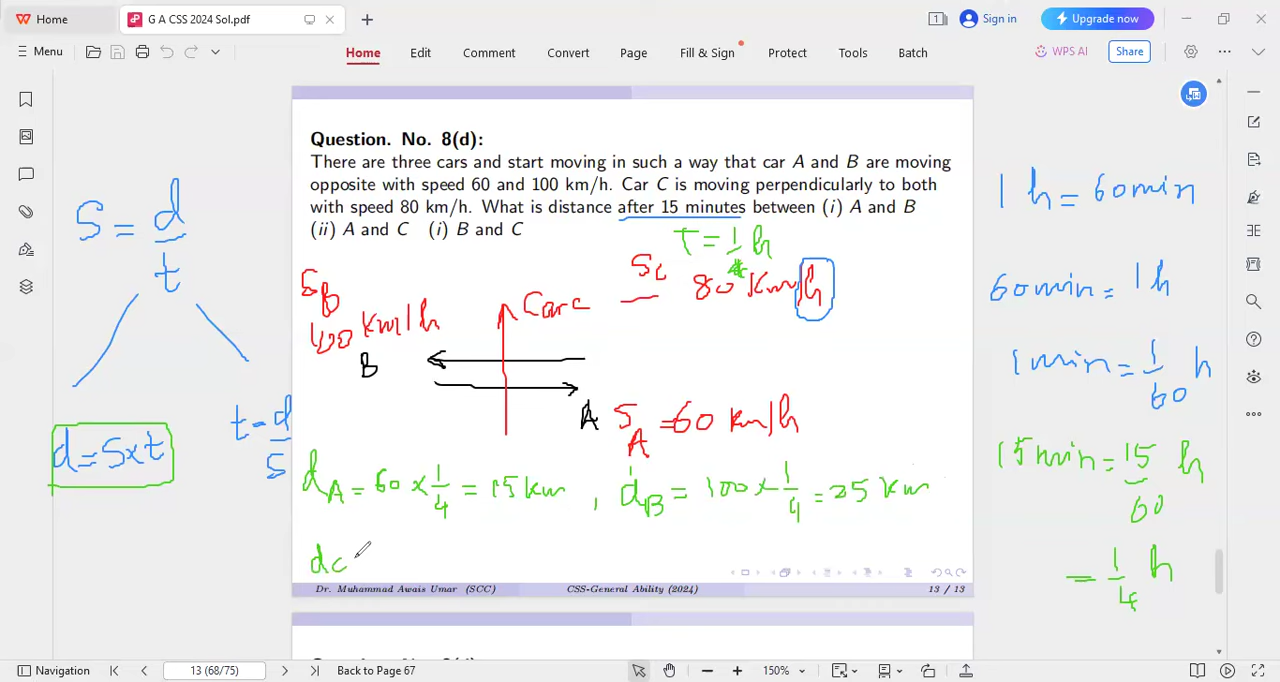 Home
G A CSS 2024 Sol.pdf
1
Sign in
Upgrade now
Menu
Home Edit Comment Convert Page Fill & Sign Protect Tools Batch
WPS AI
Share
Question. No. 8(d):
There are three cars and start moving in such a way that car A and B are moving
opposite with speed 60 and 100 km/h. Car C is moving perpendicularly to both
with speed 80 km/h. What is distance after 15 minutes between (i) A and B
(ii) A and C (i) B and C
T = 1/4 h
S = d/t
d = S x t
t = d/S
S_B
100 km/h
B
Car C
S_C
80 km/h
A S_A = 60 km/h
d_A = 60 × 1/4 = 15 km , d_B = 100 × 1/4 = 25 km
d_C
1 h = 60 min
60 min = 1 h
1 min = 1/60 h
15 min = 15/60 h
= 1/4 h
Dr. Muhammad Awais Umar (SCC) CSS-General Ability (2024) 13 / 13
Navigation
13 (68/75)
Back to Page 67
150%